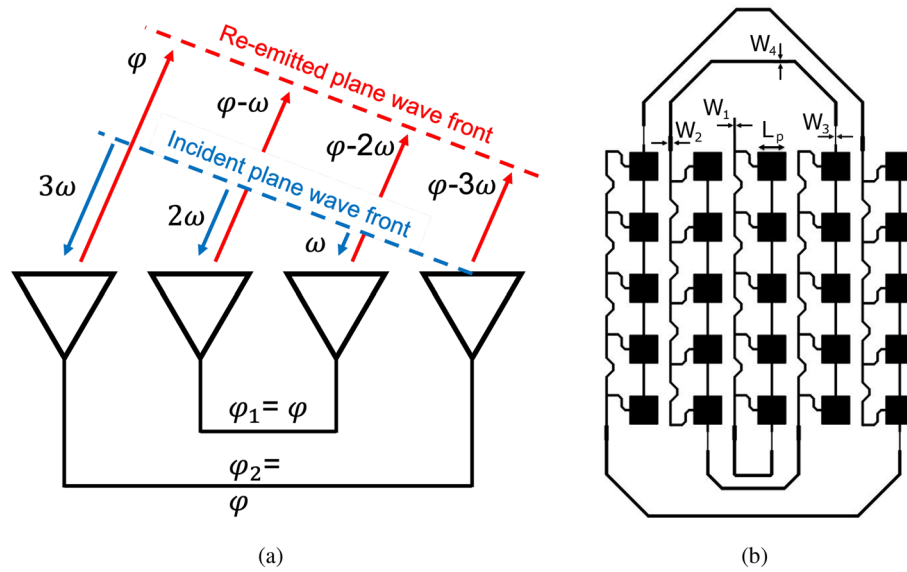 Re-emitted plane wave front
φ
φ-ω
φ-2ω
φ-3ω
Incident plane wave front
3ω
2ω
ω
φ₁= φ
φ₂=
φ
(a)
W₄
W₁
W₂
Lₚ
W₃
(b)